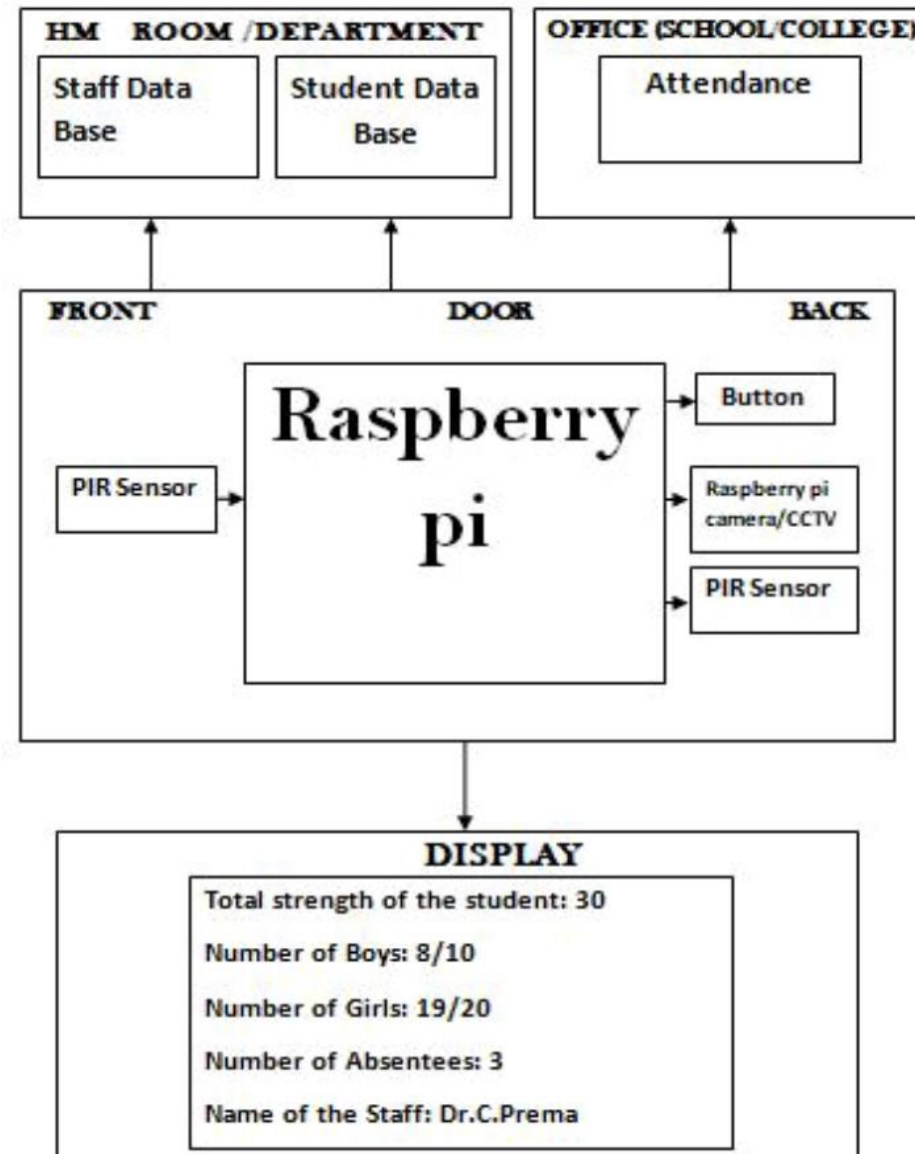 HM ROOM /DEPARTMENT
Staff Data
Base
Student Data
Base
OFFICE (SCHOOL/COLLEGE)
Attendance
FRONT DOOR BACK
Raspberry
pi
PIR Sensor
Button
Raspberry pi
camera/CCTV
PIR Sensor
DISPLAY
Total strength of the student: 30
Number of Boys: 8/10
Number of Girls: 19/20
Number of Absentees: 3
Name of the Staff: Dr.C.Prema